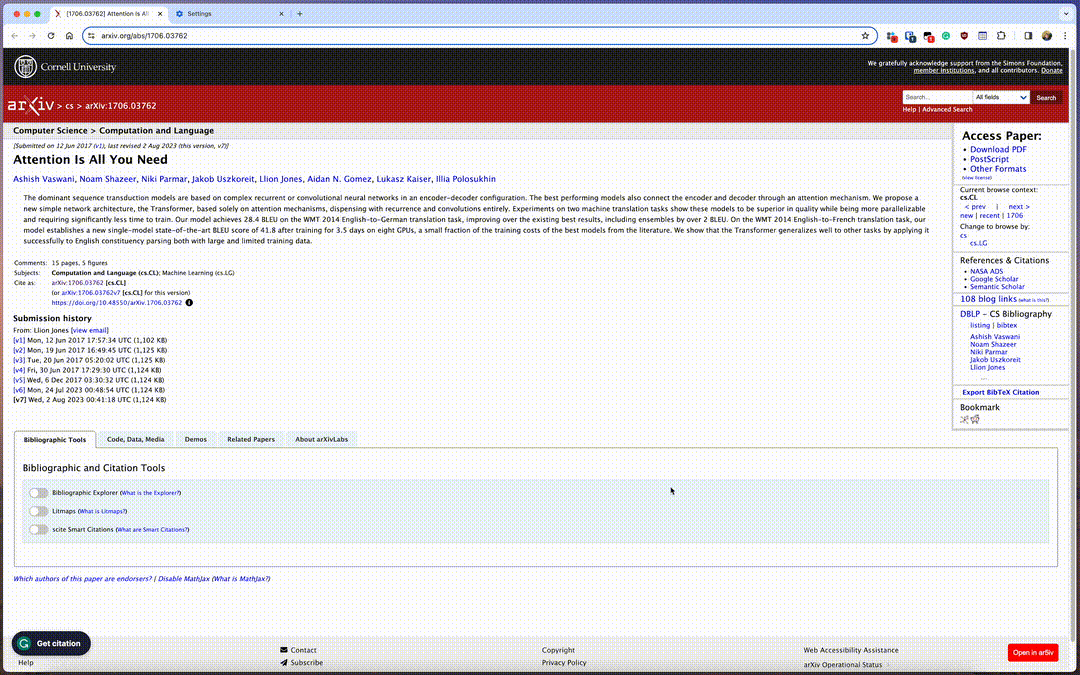 [1706.03762] Attention Is All
Settings
arxiv.org/abs/1706.03762
Cornell University
We gratefully acknowledge support from the Simons Foundation,
member institutions, and all contributors. Donate
arXiv > cs > arXiv:1706.03762
Search...
All fields
Search
Help | Advanced Search
Computer Science > Computation and Language
[Submitted on 12 Jun 2017 (v1), last revised 2 Aug 2023 (this version, v7)]
Attention Is All You Need
Ashish Vaswani, Noam Shazeer, Niki Parmar, Jakob Uszkoreit, Llion Jones, Aidan N. Gomez, Lukasz Kaiser, Illia Polosukhin
The dominant sequence transduction models are based on complex recurrent or convolutional neural networks in an encoder-decoder configuration. The best performing models also connect the encoder and decoder through an attention mechanism. We propose a
new simple network architecture, the Transformer, based solely on attention mechanisms, dispensing with recurrence and convolutions entirely. Experiments on two machine translation tasks show these models to be superior in quality while being more parallelizable
and requiring significantly less time to train. Our model achieves 28.4 BLEU on the WMT 2014 English-to-German translation task, improving over the existing best results, including ensembles by over 2 BLEU. On the WMT 2014 English-to-French translation task, our
model establishes a new single-model state-of-the-art BLEU score of 41.8 after training for 3.5 days on eight GPUs, a small fraction of the training costs of the best models from the literature. We show that the Transformer generalizes well to other tasks by applying it
successfully to English constituency parsing both with large and limited training data.
Comments: 15 pages, 5 figures
Subjects: Computation and Language (cs.CL); Machine Learning (cs.LG)
Cite as: arXiv:1706.03762 [cs.CL]
(or arXiv:1706.03762v7 [cs.CL] for this version)
https://doi.org/10.48550/arXiv.1706.03762
Submission history
From: Llion Jones [view email]
[v1] Mon, 12 Jun 2017 17:57:34 UTC (1,102 KB)
[v2] Mon, 19 Jun 2017 16:49:45 UTC (1,125 KB)
[v3] Tue, 20 Jun 2017 05:20:02 UTC (1,125 KB)
[v4] Fri, 30 Jun 2017 17:29:30 UTC (1,124 KB)
[v5] Wed, 6 Dec 2017 03:30:32 UTC (1,124 KB)
[v6] Mon, 24 Jul 2023 00:48:54 UTC (1,124 KB)
[v7] Wed, 2 Aug 2023 00:41:18 UTC (1,124 KB)
Access Paper:
Download PDF
PostScript
Other Formats
(view license)
Current browse context:
cs.CL
< prev | next >
new | recent | 1706
Change to browse by:
cs
cs.LG
References & Citations
NASA ADS
Google Scholar
Semantic Scholar
108 blog links (what is this?)
DBLP - CS Bibliography
listing | bibtex
Ashish Vaswani
Noam Shazeer
Niki Parmar
Jakob Uszkoreit
Llion Jones
...
Export BibTeX Citation
Bookmark
Bibliographic Tools
Code, Data, Media
Demos
Related Papers
About arXivLabs
Bibliographic and Citation Tools
Bibliographic Explorer (What is the Explorer?)
Litmaps (What is Litmaps?)
scite Smart Citations (What are Smart Citations?)
Which authors of this paper are endorsers? | Disable MathJax (What is MathJax?)
Get citation
Help
Contact
Subscribe
Copyright
Privacy Policy
Web Accessibility Assistance
arXiv Operational Status
Open in ar5iv